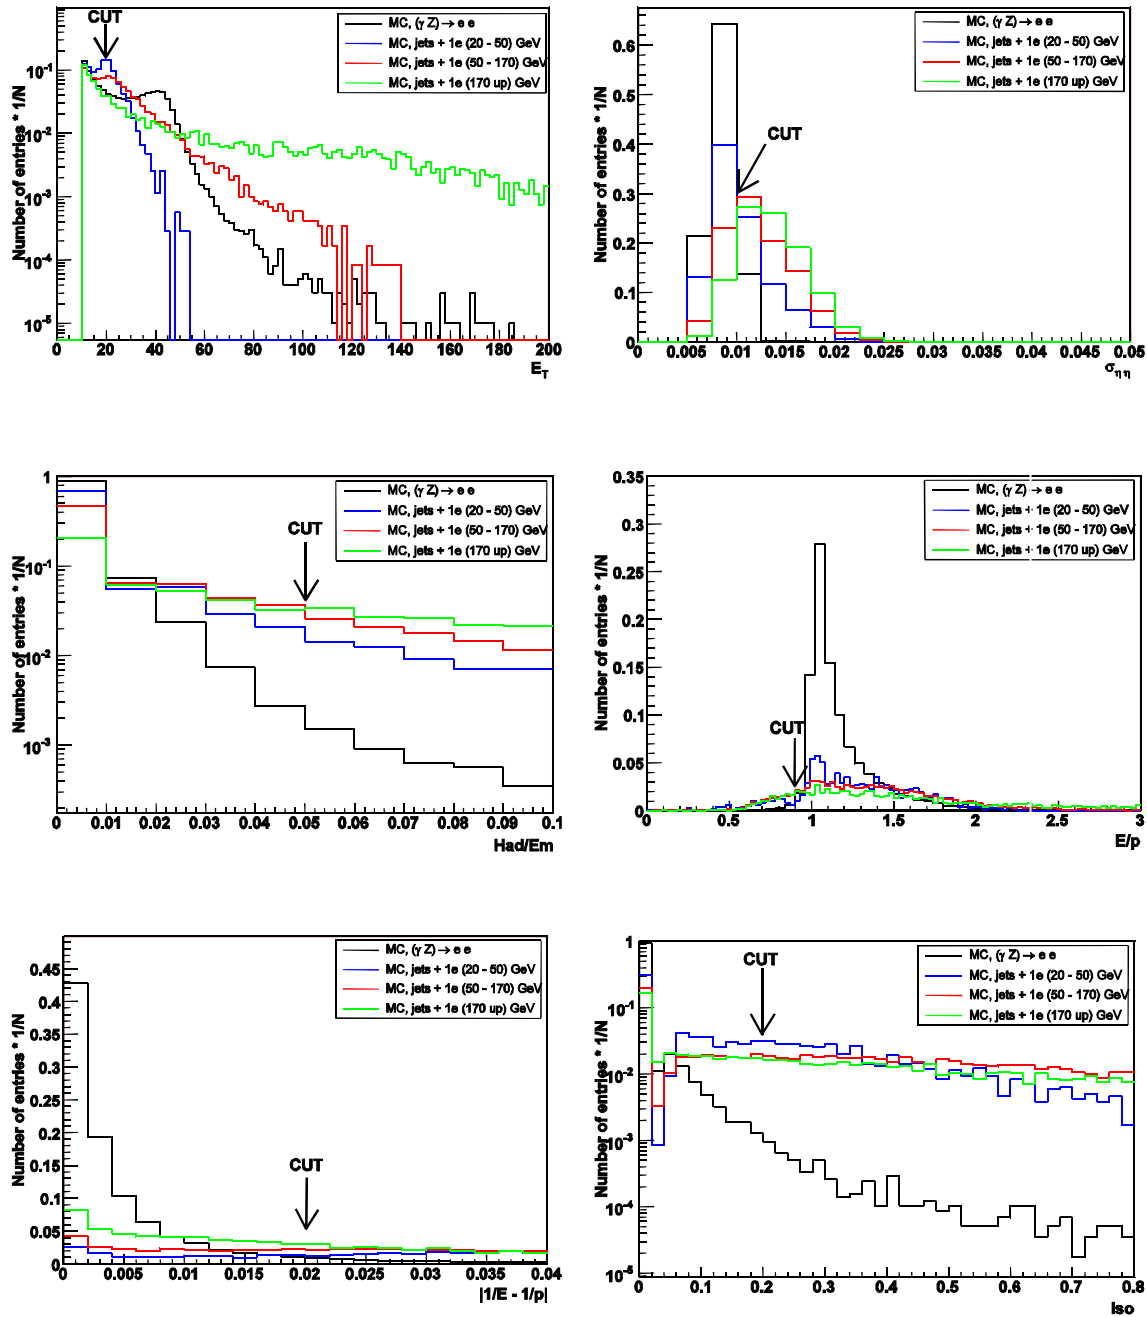 CUT
MC, (γ Z) → e e
MC, jets + 1e (20 - 50) GeV
MC, jets + 1e (50 - 170) GeV
MC, jets + 1e (170 up) GeV
Number of entries * 1/N
10⁻¹
10⁻²
10⁻³
10⁻⁴
10⁻⁵
0 20 40 60 80 100 120 140 160 180 200
E_T
MC, (γ Z) → e e
MC, jets + 1e (20 - 50) GeV
MC, jets + 1e (50 - 170) GeV
MC, jets + 1e (170 up) GeV
CUT
Number of entries * 1/N
0.6
0.5
0.4
0.3
0.2
0.1
0
0 0.005 0.01 0.015 0.02 0.025 0.03 0.035 0.04 0.045 0.05
σ_ηη
MC, (γ Z) → e e
MC, jets + 1e (20 - 50) GeV
MC, jets + 1e (50 - 170) GeV
MC, jets + 1e (170 up) GeV
CUT
Number of entries * 1/N
1
10⁻¹
10⁻²
10⁻³
0 0.01 0.02 0.03 0.04 0.05 0.06 0.07 0.08 0.09 0.1
Had/Em
MC, (γ Z) → e e
MC, jets + 1e (20 - 50) GeV
MC, jets + 1e (50 - 170) GeV
MC, jets + 1e (170 up) GeV
CUT
Number of entries * 1/N
0.35
0.3
0.25
0.2
0.15
0.1
0.05
0
0 0.5 1 1.5 2 2.5 3
E/p
MC, (γ Z) → e e
MC, jets + 1e (20 - 50) GeV
MC, jets + 1e (50 - 170) GeV
MC, jets + 1e (170 up) GeV
CUT
Number of entries * 1/N
0.45
0.4
0.35
0.3
0.25
0.2
0.15
0.1
0.05
0
0 0.005 0.01 0.015 0.02 0.025 0.03 0.035 0.04
|1/E - 1/p|
MC, (γ Z) → e e
MC, jets + 1e (20 - 50) GeV
MC, jets + 1e (50 - 170) GeV
MC, jets + 1e (170 up) GeV
CUT
Number of entries * 1/N
1
10⁻¹
10⁻²
10⁻³
10⁻⁴
10⁻⁵
0 0.1 0.2 0.3 0.4 0.5 0.6 0.7 0.8
Iso